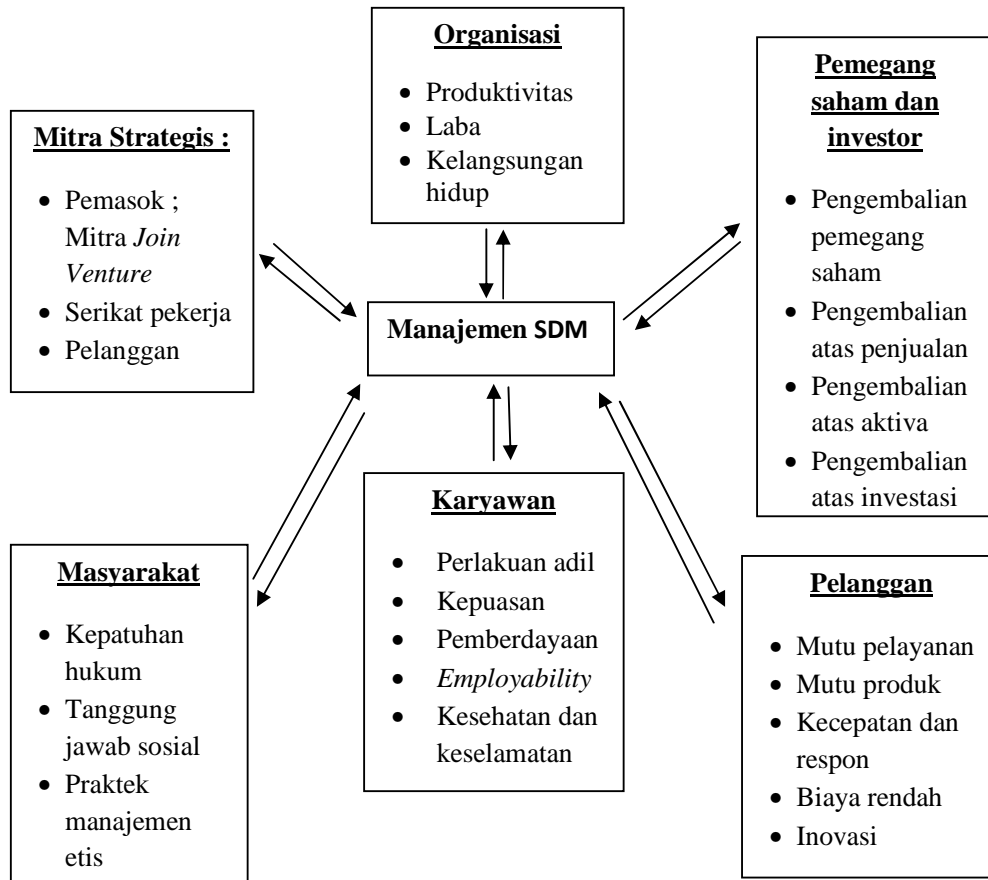 Organisasi
• Produktivitas
• Laba
• Kelangsungan
hidup
Pemegang
saham dan
investor
• Pengembalian
pemegang
saham
• Pengembalian
atas penjualan
• Pengembalian
atas aktiva
• Pengembalian
atas investasi
Mitra Strategis :
• Pemasok ;
Mitra Join
Venture
• Serikat pekerja
• Pelanggan
Manajemen SDM
Karyawan
• Perlakuan adil
• Kepuasan
• Pemberdayaan
• Employability
• Kesehatan dan
keselamatan
Masyarakat
• Kepatuhan
hukum
• Tanggung
jawab sosial
• Praktek
manajemen
etis
Pelanggan
• Mutu pelayanan
• Mutu produk
• Kecepatan dan
respon
• Biaya rendah
• Inovasi